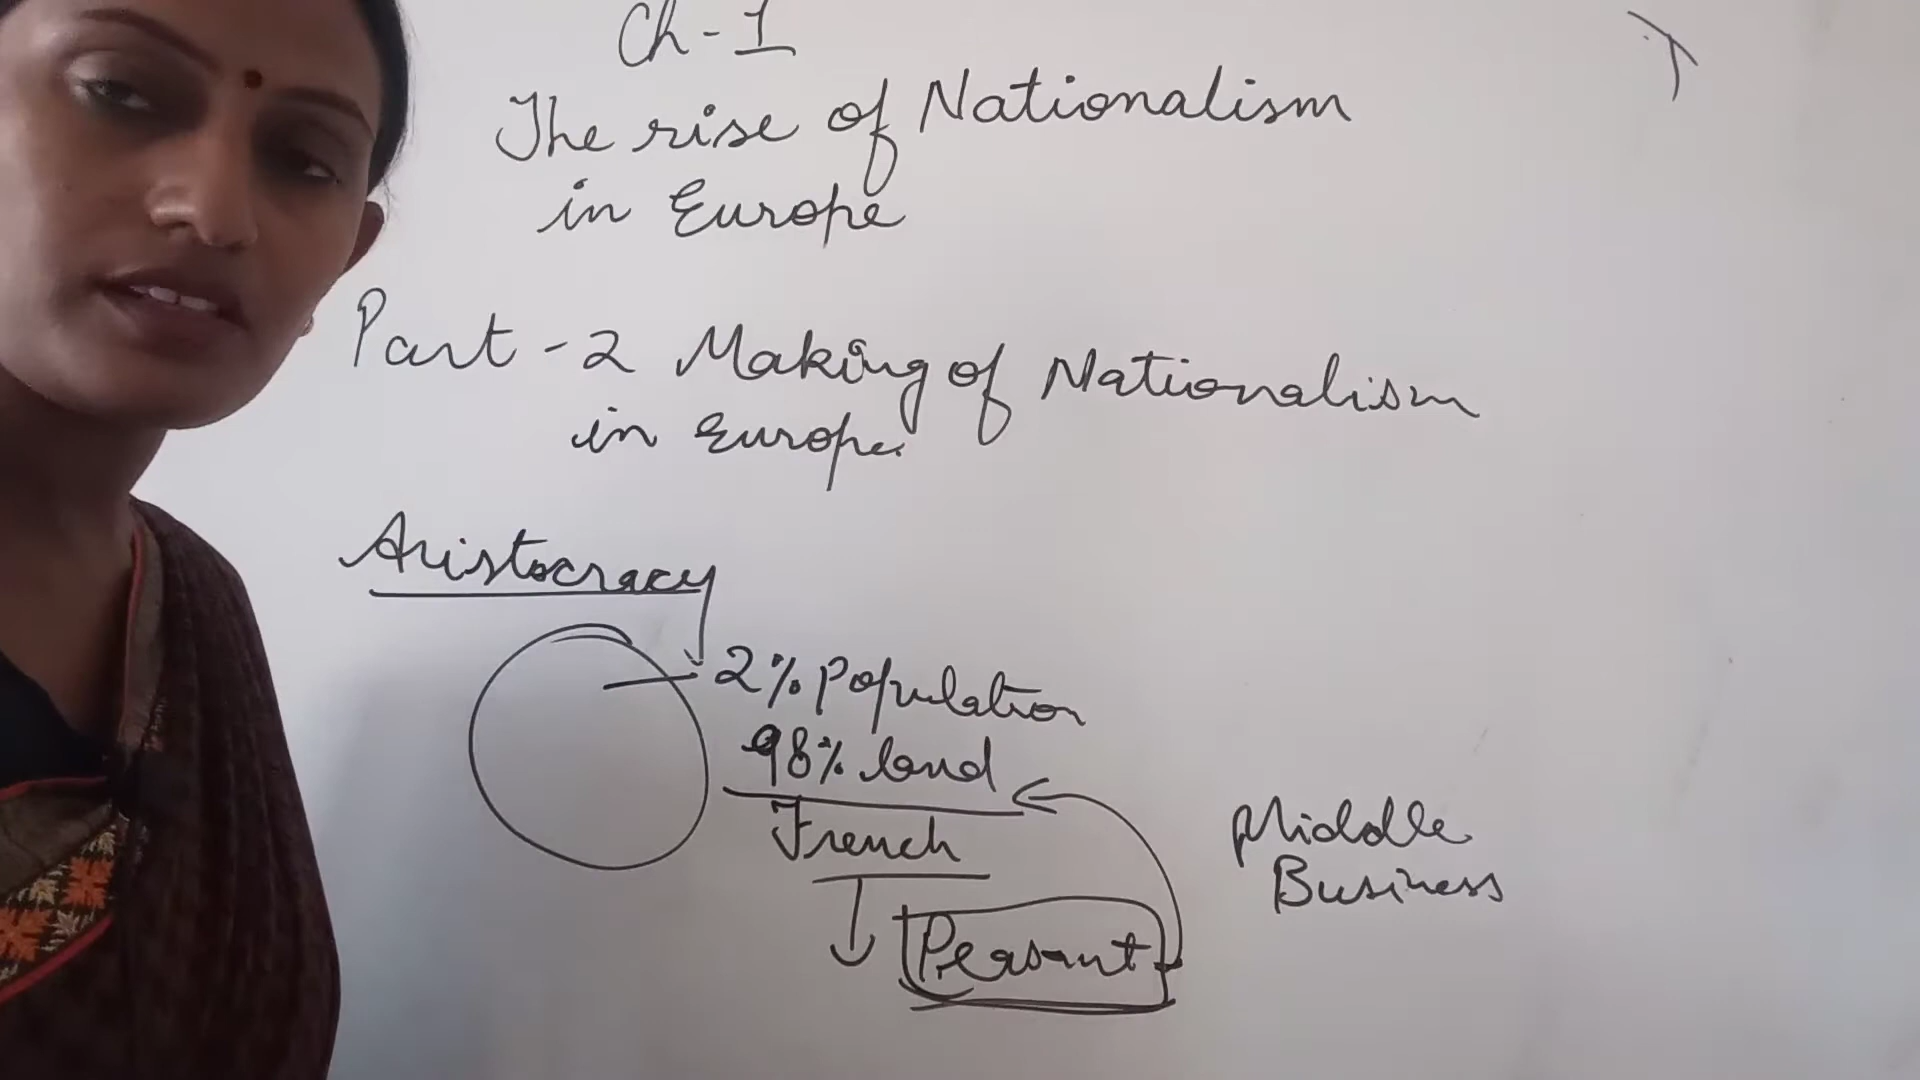 Ch-1
The rise of Nationalism
in Europe
Part-2 Making of Nationalism
in Europe.
Aristocracy
2% Population
98% land
French
Peasant
Middle
Business